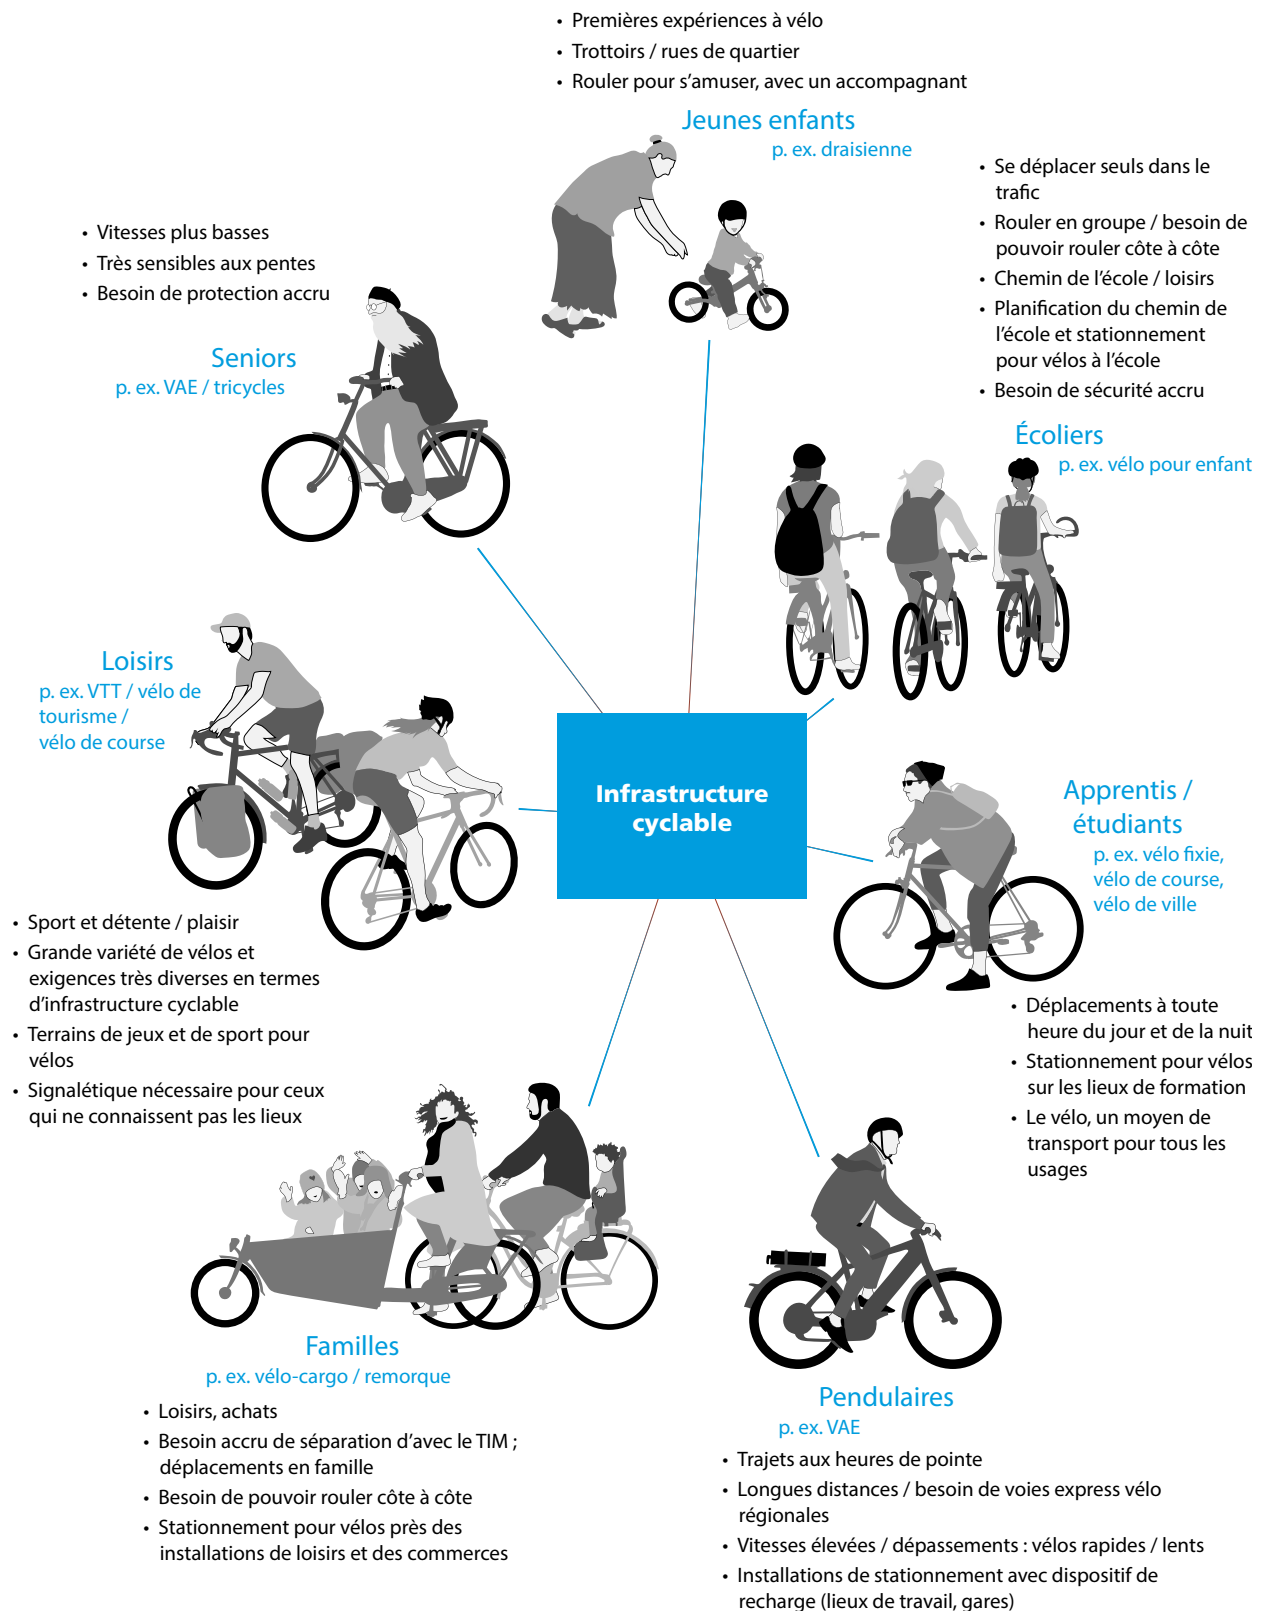 • Premières expériences à vélo
• Trottoirs / rues de quartier
• Rouler pour s’amuser, avec un accompagnant
Jeunes enfants
p. ex. draisienne
• Se déplacer seuls dans le
trafic
• Rouler en groupe / besoin de
pouvoir rouler côte à côte
• Chemin de l’école / loisirs
• Planification du chemin de
l’école et stationnement
pour vélos à l’école
• Besoin de sécurité accru
Écoliers
p. ex. vélo pour enfant
• Vitesses plus basses
• Très sensibles aux pentes
• Besoin de protection accru
Seniors
p. ex. VAE / tricycles
Loisirs
p. ex. VTT / vélo de
tourisme /
vélo de course
• Sport et détente / plaisir
• Grande variété de vélos et
exigences très diverses en termes
d’infrastructure cyclable
• Terrains de jeux et de sport pour
vélos
• Signalétique nécessaire pour ceux
qui ne connaissent pas les lieux
Infrastructure
cyclable
Apprentis /
étudiants
p. ex. vélo fixie,
vélo de course,
vélo de ville
• Déplacements à toute
heure du jour et de la nuit
• Stationnement pour vélos
sur les lieux de formation
• Le vélo, un moyen de
transport pour tous les
usages
Familles
p. ex. vélo-cargo / remorque
• Loisirs, achats
• Besoin accru de séparation d’avec le TIM ;
déplacements en famille
• Besoin de pouvoir rouler côte à côte
• Stationnement pour vélos près des
installations de loisirs et des commerces
Pendulaires
p. ex. VAE
• Trajets aux heures de pointe
• Longues distances / besoin de voies express vélo
régionales
• Vitesses élevées / dépassements : vélos rapides / lents
• Installations de stationnement avec dispositif de
recharge (lieux de travail, gares)